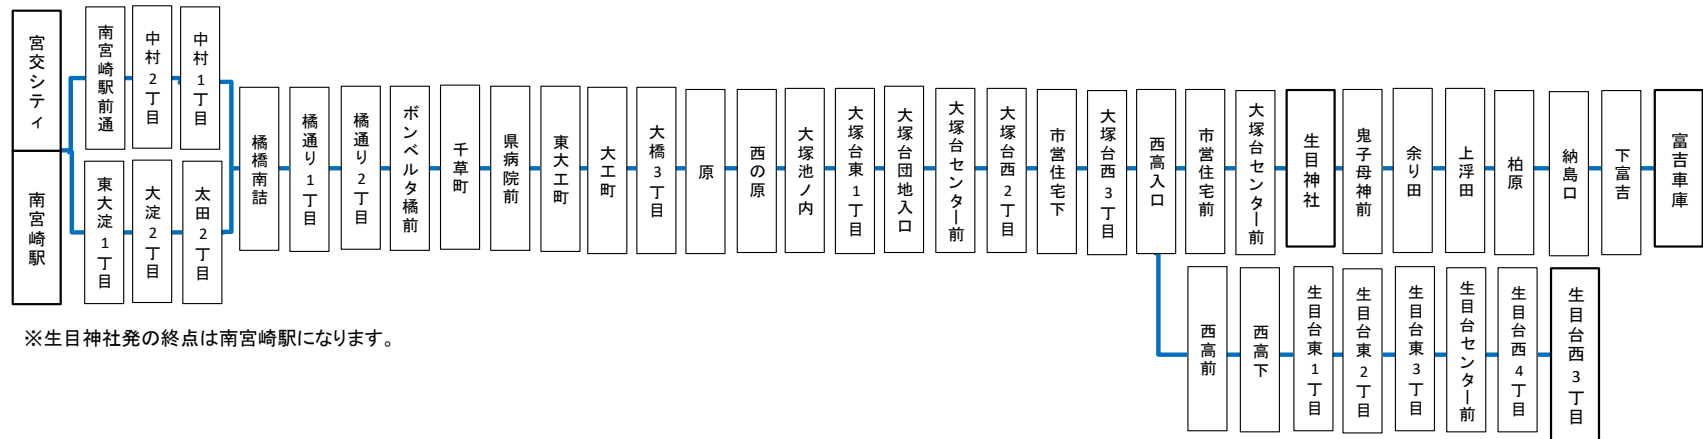 宮交シティ
南宮崎駅
南宮崎駅前通
中村2丁目
中村1丁目
東大淀1丁目
大淀2丁目
太田2丁目
橘橋南詰
橘通り1丁目
橘通り2丁目
ボンベルタ橘前
千草町
県病院前
東大工町
大工町
大橋3丁目
原
西の原
大塚池ノ内
大塚台東1丁目
大塚台団地入口
大塚台センター前
大塚台西2丁目
市営住宅下
大塚台西3丁目
西高入口
市営住宅前
大塚台センター前
生目神社
鬼子母神前
余り田
上浮田
柏原
納島口
下富吉
富吉車庫
西高前
西高下
生目台東1丁目
生目台東2丁目
生目台東3丁目
生目台センター前
生目台西4丁目
生目台西3丁目
※生目神社発の終点は南宮崎駅になります。